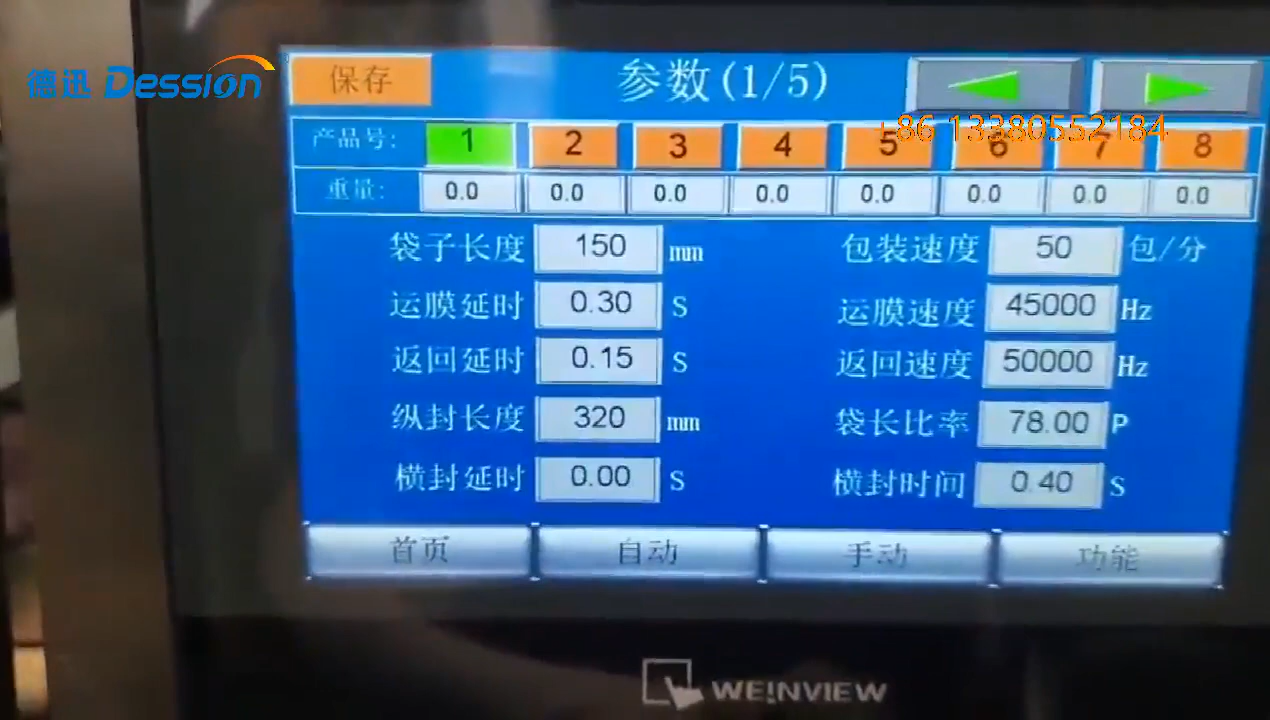 德迅 Dession
保存 参数(1/5)
+86 13380552184
产品号: 1 2 3 4 5 6 7 8
重量: 0.0 0.0 0.0 0.0 0.0 0.0 0.0 0.0
袋子长度 150 mm 包装速度 50 包/分
运膜延时 0.30 S 运膜速度 45000 Hz
返回延时 0.15 S 返回速度 50000 Hz
纵封长度 320 mm 袋长比率 78.00 P
横封延时 0.00 S 横封时间 0.40 S
首页 自动 手动 功能
WE!NVIEW